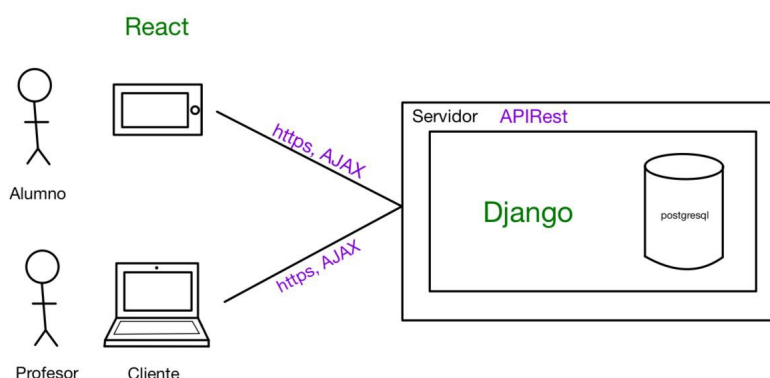 React
Servidor APIRest
https, AJAX
Alumno
Django
postgresql
https, AJAX
Profesor
Cliente